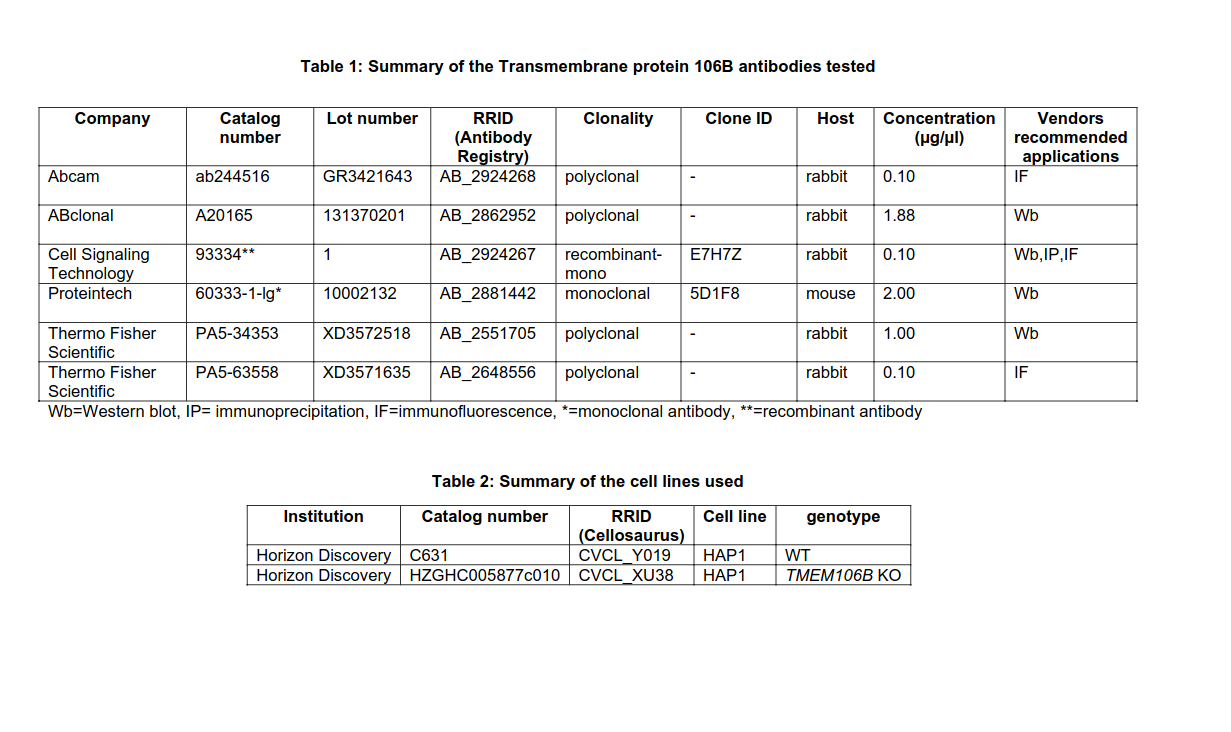 Table 1: Summary of the Transmembrane protein 106B antibodies tested
Company Catalog number Lot number RRID (Antibody Registry) Clonality Clone ID Host Concentration (µg/µl) Vendors recommended applications
Abcam ab244516 GR3421643 AB_2924268 polyclonal - rabbit 0.10 IF
ABclonal A20165 131370201 AB_2862952 polyclonal - rabbit 1.88 Wb
Cell Signaling Technology 93334** 1 AB_2924267 recombinant-mono E7H7Z rabbit 0.10 Wb,IP,IF
Proteintech 60333-1-Ig* 10002132 AB_2881442 monoclonal 5D1F8 mouse 2.00 Wb
Thermo Fisher Scientific PA5-34353 XD3572518 AB_2551705 polyclonal - rabbit 1.00 Wb
Thermo Fisher Scientific PA5-63558 XD3571635 AB_2648556 polyclonal - rabbit 0.10 IF
Wb=Western blot, IP= immunoprecipitation, IF=immunofluorescence, *=monoclonal antibody, **=recombinant antibody
Table 2: Summary of the cell lines used
Institution Catalog number RRID (Cellosaurus) Cell line genotype
Horizon Discovery C631 CVCL_Y019 HAP1 WT
Horizon Discovery HZGHC005877c010 CVCL_XU38 HAP1 TMEM106B KO